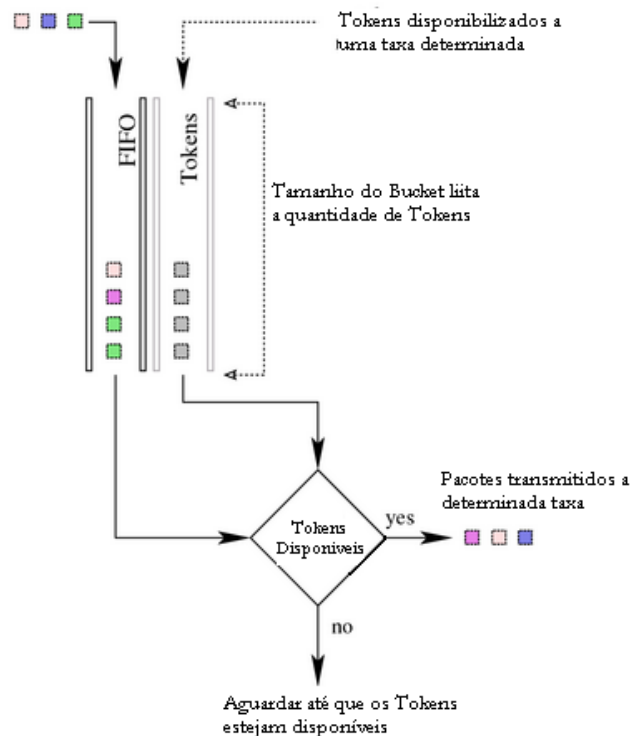 Tokens disponibilizados a
uma taxa determinada
FIFO
Tokens
Tamanho do Bucket liita
a quantidade de Tokens
Pacotes transmitidos a
determinada taxa
Tokens
Disponiveis
yes
no
Aguardar até que os Tokens
estejam disponíveis